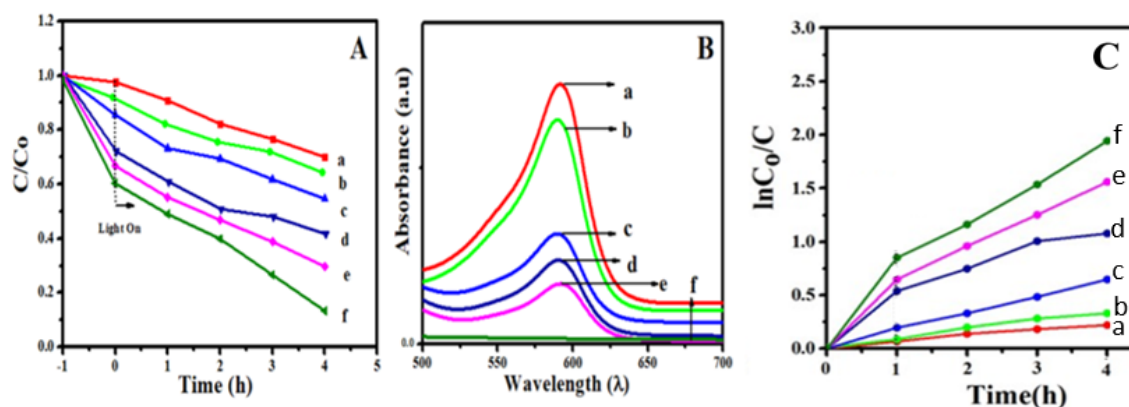 A
C/Co
1.2
1.0
0.8
0.6
0.4
0.2
0.0
-1 0 1 2 3 4 5
Time (h)
Light On
a
b
c
d
e
f
B
Absorbance (a.u)
0.0
500 550 600 650 700
Wavelength (λ)
a
b
c
d
e f
C
lnC₀/C
3.0
2.5
2.0
1.5
1.0
0.5
0.0
0 1 2 3 4
Time(h)
f
e
d
c
b
a